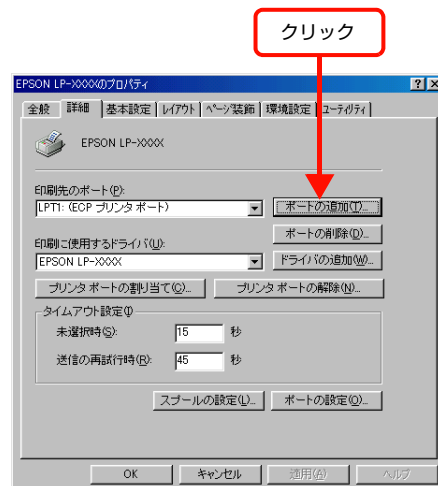 クリック
EPSON LP-XXXXのプロパティ
全般 詳細 基本設定 レイアウト ページ装飾 環境設定 ユーティリティ
EPSON LP-XXXX
印刷先のポート(P):
LPT1: (ECP プリンタ ポート) ポートの追加(T)...
ポートの削除(D)...
印刷に使用するドライバ(U):
EPSON LP-XXXX ドライバの追加(W)...
プリンタ ポートの割り当て(C)... プリンタ ポートの解除(N)...
タイムアウト設定
未選択時(S): 15 秒
送信の再試行時(R): 45 秒
スプールの設定(L)... ポートの設定(O)...
OK キャンセル 適用(A) ヘルプ